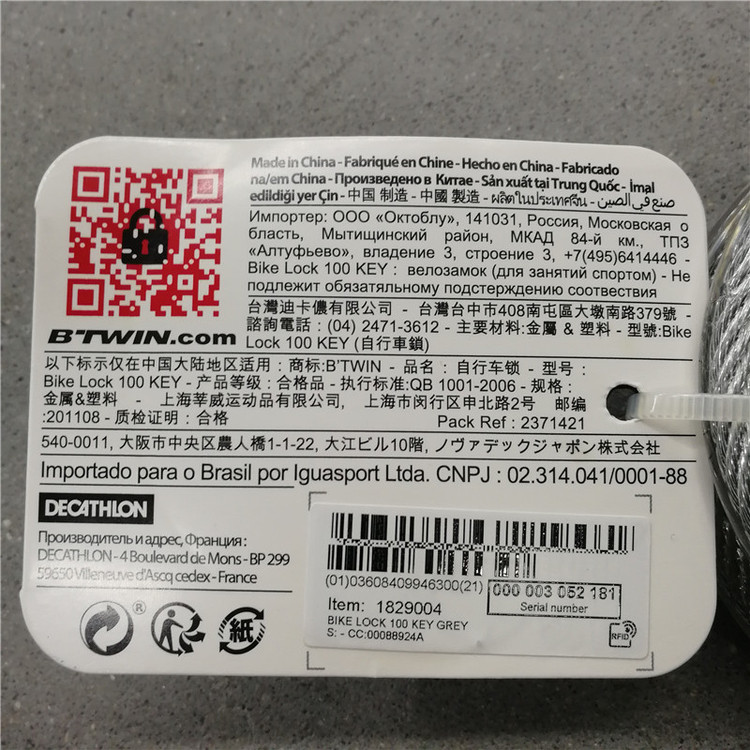 Made in China - Fabriqué en Chine - Hecho en China - Fabricado
na/em China - Произведено в Китае - Sản xuất tại Trung Quốc - İmal
edildiği yer Çin - 中国 制造 - 中國 製造 - ผลิตในประเทศจีน - صنع في الصين
Импортер: ООО «Октоблу», 141031, Россия, Московская о
бласть, Мытищинский район, МКАД 84-й км., ТПЗ
«Алтуфьево», владение 3, строение 3, +7(495)6414446 -
Bike Lock 100 KEY : велозамок (для занятий спортом) - Не
подлежит обязательному подстерждению соотвествия
B'TWIN.com
台灣迪卡儂有限公司 - 台灣台中市408南屯區大墩南路379號 -
諮詢電話 : (04) 2471-3612 - 主要材料:金屬 & 塑料 - 型號:Bike
Lock 100 KEY (自行車鎖)
以下标示仅在中国大陆地区适用 : 商标:B'TWIN - 品名 : 自行车锁 - 型号 :
Bike Lock 100 KEY - 产品等级 : 合格品 - 执行标准:QB 1001-2006 - 规格 :
金属&塑料 - 上海莘威运动品有限公司, 上海市闵行区申北路2号 邮编
:201108 - 质检证明 : 合格
Pack Ref : 2371421
540-0011, 大阪市中央区農人橋1-1-22, 大江ビル10階, ノヴァデックジャポン株式会社
Importado para o Brasil por Iguasport Ltda. CNPJ : 02.314.041/0001-88
DECATHLON
Производитель и адрес, Франция :
DECATHLON - 4 Boulevard de Mons - BP 299
59650 Villeneuve d'Ascq cedex - France
®
紙
(01)03608409946300(21)
000 003 052 181
Serial number
Item: 1829004
BIKE LOCK 100 KEY GREY
S: - CC:00088924A
RFID